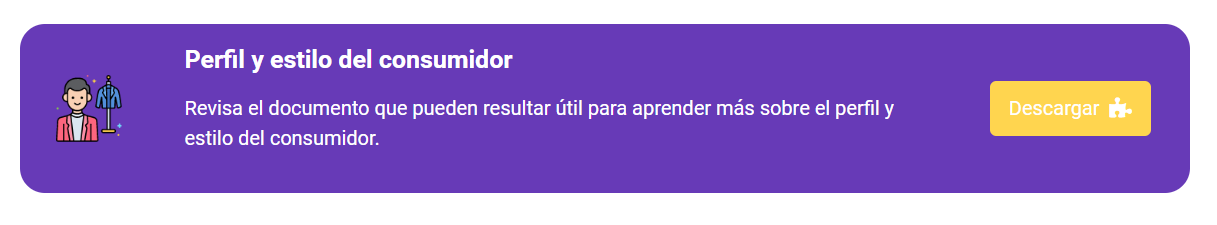 Perfil y estilo del consumidor
Revisa el documento que pueden resultar útil para aprender más sobre el perfil y
estilo del consumidor.
Descargar